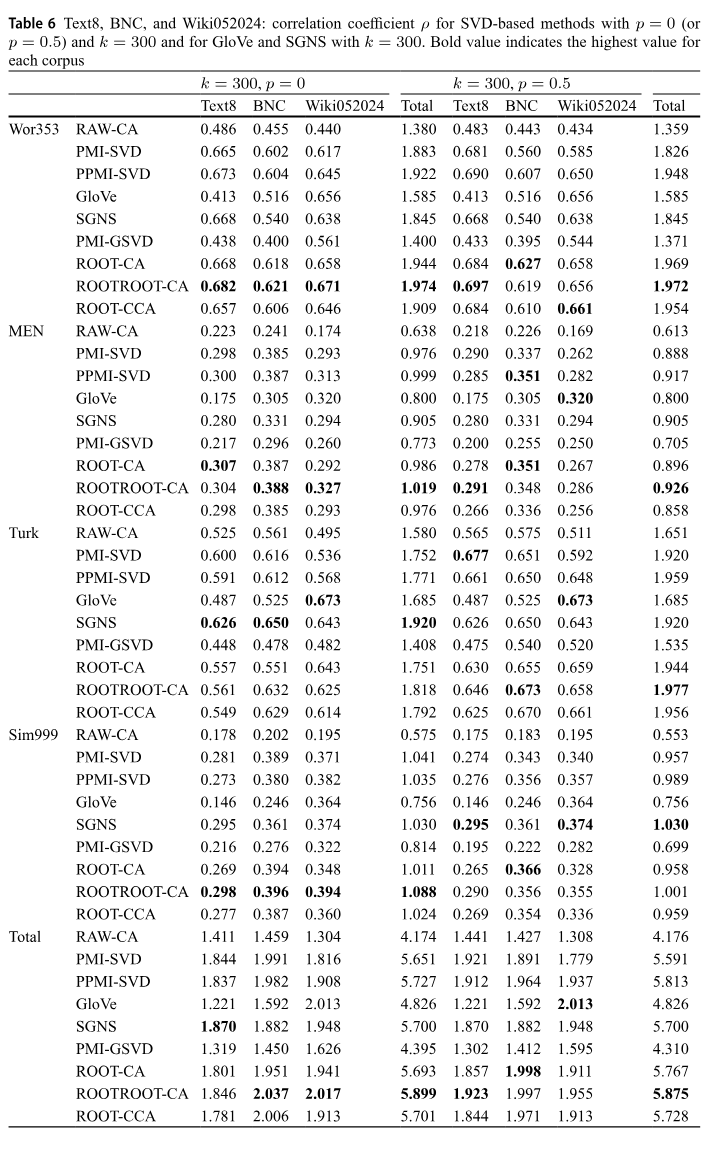 Table 6 Text8, BNC, and Wiki052024: correlation coefficient ρ for SVD-based methods with p = 0 (or
p = 0.5) and k = 300 and for GloVe and SGNS with k = 300. Bold value indicates the highest value for
each corpus
k = 300, p = 0 k = 300, p = 0.5
Text8 BNC Wiki052024 Total Text8 BNC Wiki052024 Total
Wor353 RAW-CA 0.486 0.455 0.440 1.380 0.483 0.443 0.434 1.359
PMI-SVD 0.665 0.602 0.617 1.883 0.681 0.560 0.585 1.826
PPMI-SVD 0.673 0.604 0.645 1.922 0.690 0.607 0.650 1.948
GloVe 0.413 0.516 0.656 1.585 0.413 0.516 0.656 1.585
SGNS 0.668 0.540 0.638 1.845 0.668 0.540 0.638 1.845
PMI-GSVD 0.438 0.400 0.561 1.400 0.433 0.395 0.544 1.371
ROOT-CA 0.668 0.618 0.658 1.944 0.684 0.627 0.658 1.969
ROOTROOT-CA 0.682 0.621 0.671 1.974 0.697 0.619 0.656 1.972
ROOT-CCA 0.657 0.606 0.646 1.909 0.684 0.610 0.661 1.954
MEN RAW-CA 0.223 0.241 0.174 0.638 0.218 0.226 0.169 0.613
PMI-SVD 0.298 0.385 0.293 0.976 0.290 0.337 0.262 0.888
PPMI-SVD 0.300 0.387 0.313 0.999 0.285 0.351 0.282 0.917
GloVe 0.175 0.305 0.320 0.800 0.175 0.305 0.320 0.800
SGNS 0.280 0.331 0.294 0.905 0.280 0.331 0.294 0.905
PMI-GSVD 0.217 0.296 0.260 0.773 0.200 0.255 0.250 0.705
ROOT-CA 0.307 0.387 0.292 0.986 0.278 0.351 0.267 0.896
ROOTROOT-CA 0.304 0.388 0.327 1.019 0.291 0.348 0.286 0.926
ROOT-CCA 0.298 0.385 0.293 0.976 0.266 0.336 0.256 0.858
Turk RAW-CA 0.525 0.561 0.495 1.580 0.565 0.575 0.511 1.651
PMI-SVD 0.600 0.616 0.536 1.752 0.677 0.651 0.592 1.920
PPMI-SVD 0.591 0.612 0.568 1.771 0.661 0.650 0.648 1.959
GloVe 0.487 0.525 0.673 1.685 0.487 0.525 0.673 1.685
SGNS 0.626 0.650 0.643 1.920 0.626 0.650 0.643 1.920
PMI-GSVD 0.448 0.478 0.482 1.408 0.475 0.540 0.520 1.535
ROOT-CA 0.557 0.551 0.643 1.751 0.630 0.655 0.659 1.944
ROOTROOT-CA 0.561 0.632 0.625 1.818 0.646 0.673 0.658 1.977
ROOT-CCA 0.549 0.629 0.614 1.792 0.625 0.670 0.661 1.956
Sim999 RAW-CA 0.178 0.202 0.195 0.575 0.175 0.183 0.195 0.553
PMI-SVD 0.281 0.389 0.371 1.041 0.274 0.343 0.340 0.957
PPMI-SVD 0.273 0.380 0.382 1.035 0.276 0.356 0.357 0.989
GloVe 0.146 0.246 0.364 0.756 0.146 0.246 0.364 0.756
SGNS 0.295 0.361 0.374 1.030 0.295 0.361 0.374 1.030
PMI-GSVD 0.216 0.276 0.322 0.814 0.195 0.222 0.282 0.699
ROOT-CA 0.269 0.394 0.348 1.011 0.265 0.366 0.328 0.958
ROOTROOT-CA 0.298 0.396 0.394 1.088 0.290 0.356 0.355 1.001
ROOT-CCA 0.277 0.387 0.360 1.024 0.269 0.354 0.336 0.959
Total RAW-CA 1.411 1.459 1.304 4.174 1.441 1.427 1.308 4.176
PMI-SVD 1.844 1.991 1.816 5.651 1.921 1.891 1.779 5.591
PPMI-SVD 1.837 1.982 1.908 5.727 1.912 1.964 1.937 5.813
GloVe 1.221 1.592 2.013 4.826 1.221 1.592 2.013 4.826
SGNS 1.870 1.882 1.948 5.700 1.870 1.882 1.948 5.700
PMI-GSVD 1.319 1.450 1.626 4.395 1.302 1.412 1.595 4.310
ROOT-CA 1.801 1.951 1.941 5.693 1.857 1.998 1.911 5.767
ROOTROOT-CA 1.846 2.037 2.017 5.899 1.923 1.997 1.955 5.875
ROOT-CCA 1.781 2.006 1.913 5.701 1.844 1.971 1.913 5.728